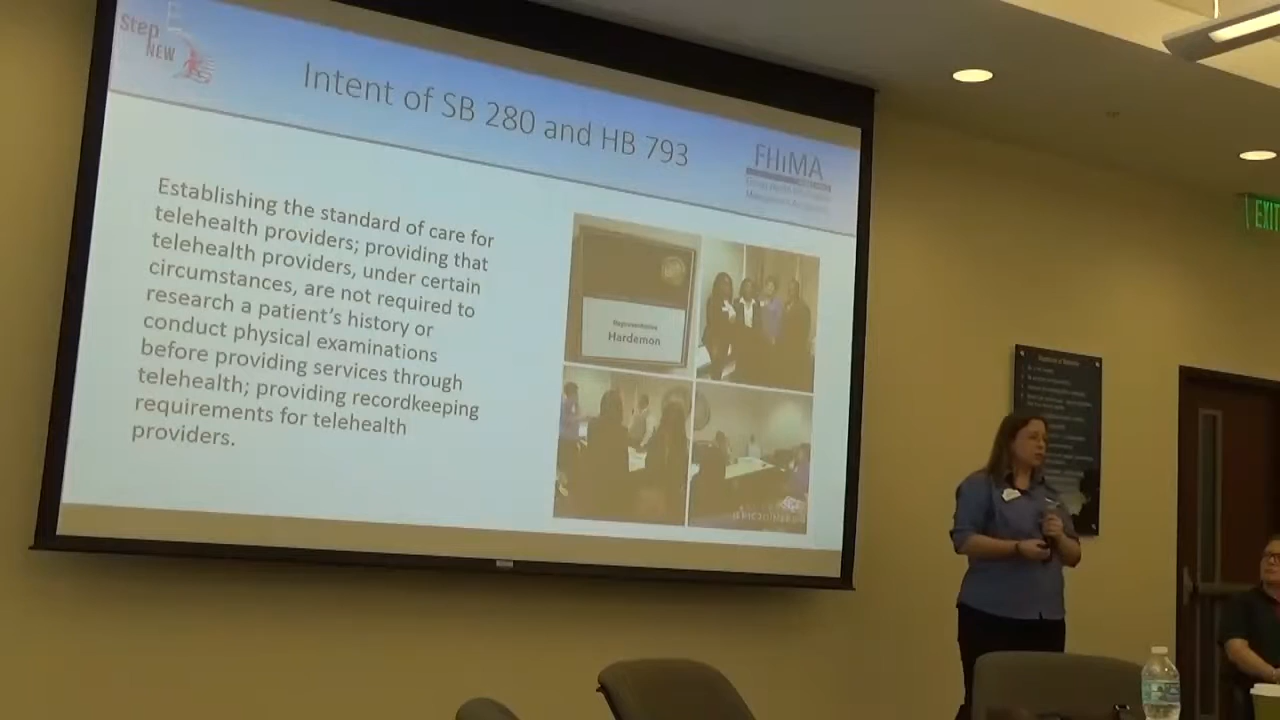 Step
NEW
Intent of SB 280 and HB 793
FHiMA
Establishing the standard of care for
telehealth providers; providing that
telehealth providers, under certain
circumstances, are not required to
research a patient's history or
conduct physical examinations
before providing services through
telehealth; providing recordkeeping
requirements for telehealth
providers.
Representative
Hardemon
EXIT